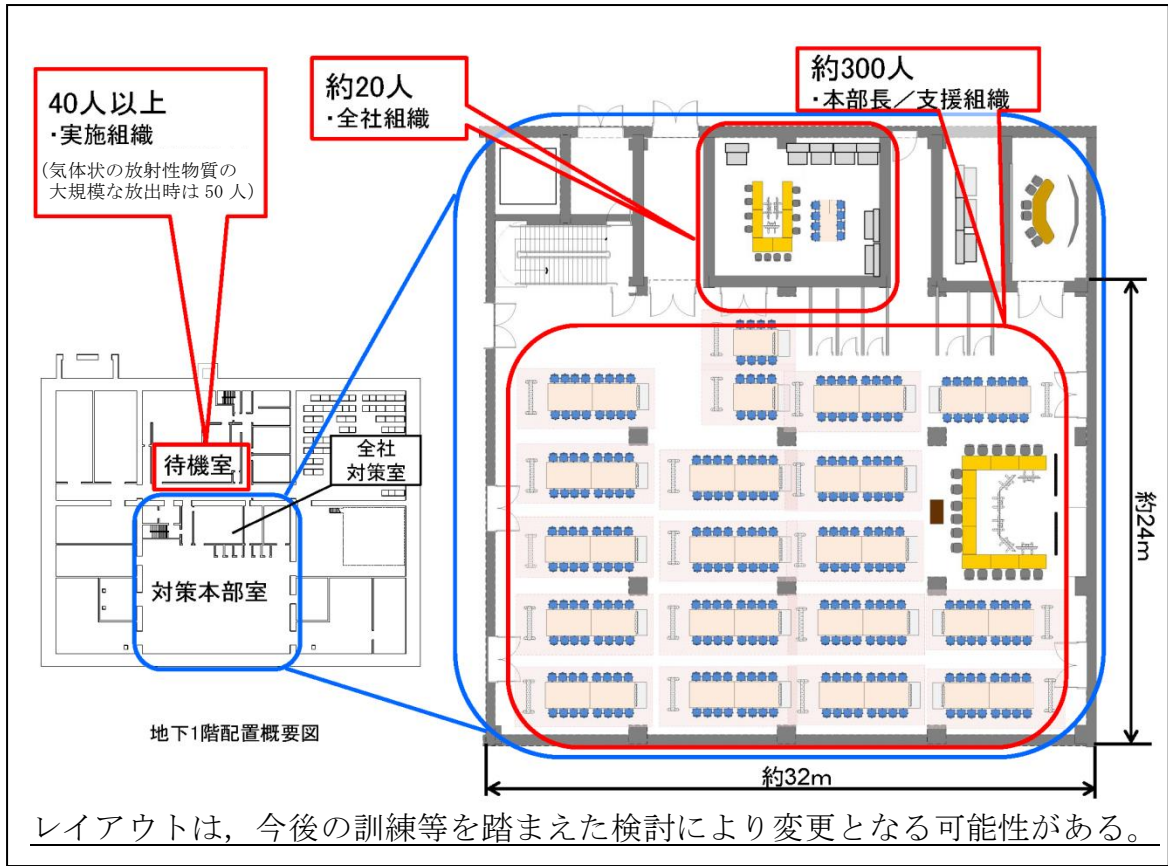 40人以上
・実施組織
(気体状の放射性物質の
大規模な放出時は 50 人)
約20人
・全社組織
約300人
・本部長／支援組織
待機室
全社
対策室
対策本部室
地下1階配置概要図
約24m
約32m
レイアウトは，今後の訓練等を踏まえた検討により変更となる可能性がある。